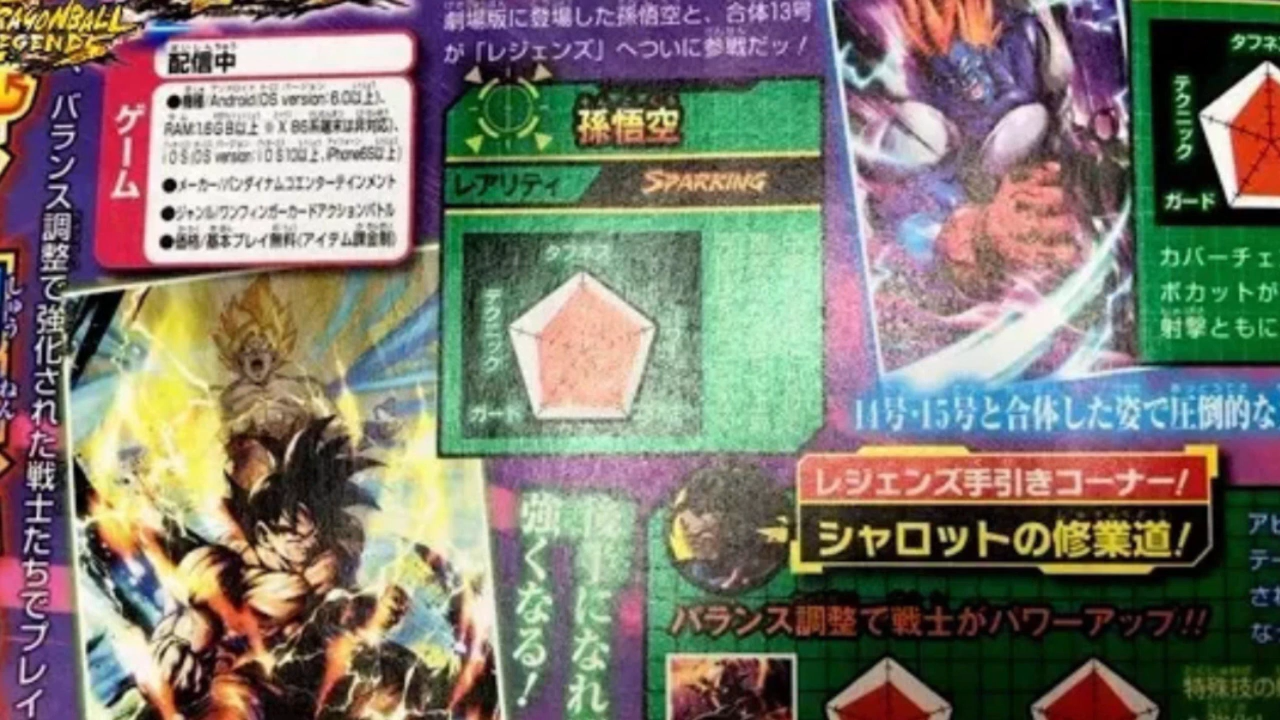 DRAGONBALL
LEGENDS
配信中
ゲーム
●機種/Android(OS version:6.0以上)、
RAM:1.6GB以上 ※X86系端末は非対応)、
iOS(OS version:iOS10以上、iPhone6S以上)
●メーカー/バンダイナムコエンターテインメント
●ジャンル/ワンフィンガーカードアクションバトル
●価格/基本プレイ無料(アイテム課金制)
バランス調整で強化された戦士たちでプレイ
劇場版に登場した孫悟空と、合体13号
が「レジェンズ」へついに参戦だッ!
孫悟空
レアリティ SPARKING
タフネス
テクニック
ガード
強くなる!
タフネ
テクニック
ガード
カバーチェ
ボカットが
射撃ともに
14号・15号と合体した姿で圧倒的な
レジェンズ手引きコーナー!
シャロットの修業道!
バランス調整で戦士がパワーアップ!!